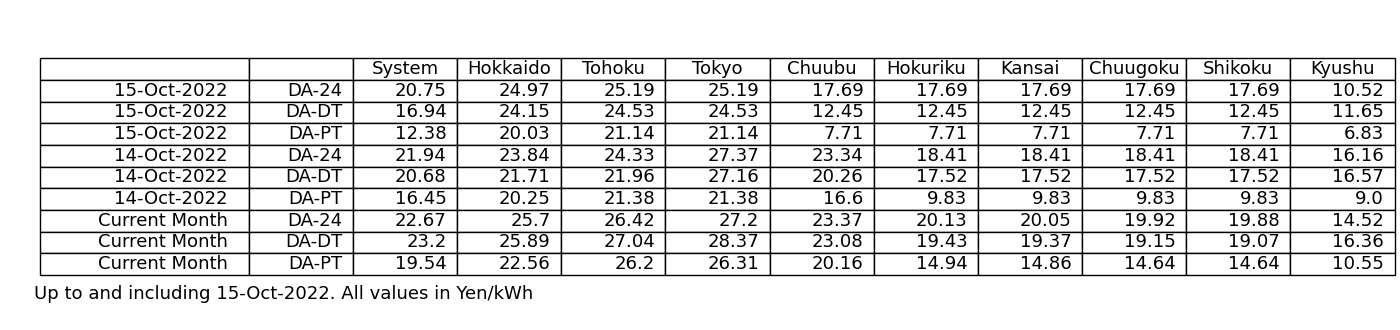 System Hokkaido Tohoku Tokyo Chuubu Hokuriku Kansai Chuugoku Shikoku Kyushu
15-Oct-2022 DA-24 20.75 24.97 25.19 25.19 17.69 17.69 17.69 17.69 17.69 10.52
15-Oct-2022 DA-DT 16.94 24.15 24.53 24.53 12.45 12.45 12.45 12.45 12.45 11.65
15-Oct-2022 DA-PT 12.38 20.03 21.14 21.14 7.71 7.71 7.71 7.71 7.71 6.83
14-Oct-2022 DA-24 21.94 23.84 24.33 27.37 23.34 18.41 18.41 18.41 18.41 16.16
14-Oct-2022 DA-DT 20.68 21.71 21.96 27.16 20.26 17.52 17.52 17.52 17.52 16.57
14-Oct-2022 DA-PT 16.45 20.25 21.38 21.38 16.6 9.83 9.83 9.83 9.83 9.0
Current Month DA-24 22.67 25.7 26.42 27.2 23.37 20.13 20.05 19.92 19.88 14.52
Current Month DA-DT 23.2 25.89 27.04 28.37 23.08 19.43 19.37 19.15 19.07 16.36
Current Month DA-PT 19.54 22.56 26.2 26.31 20.16 14.94 14.86 14.64 14.64 10.55
Up to and including 15-Oct-2022. All values in Yen/kWh